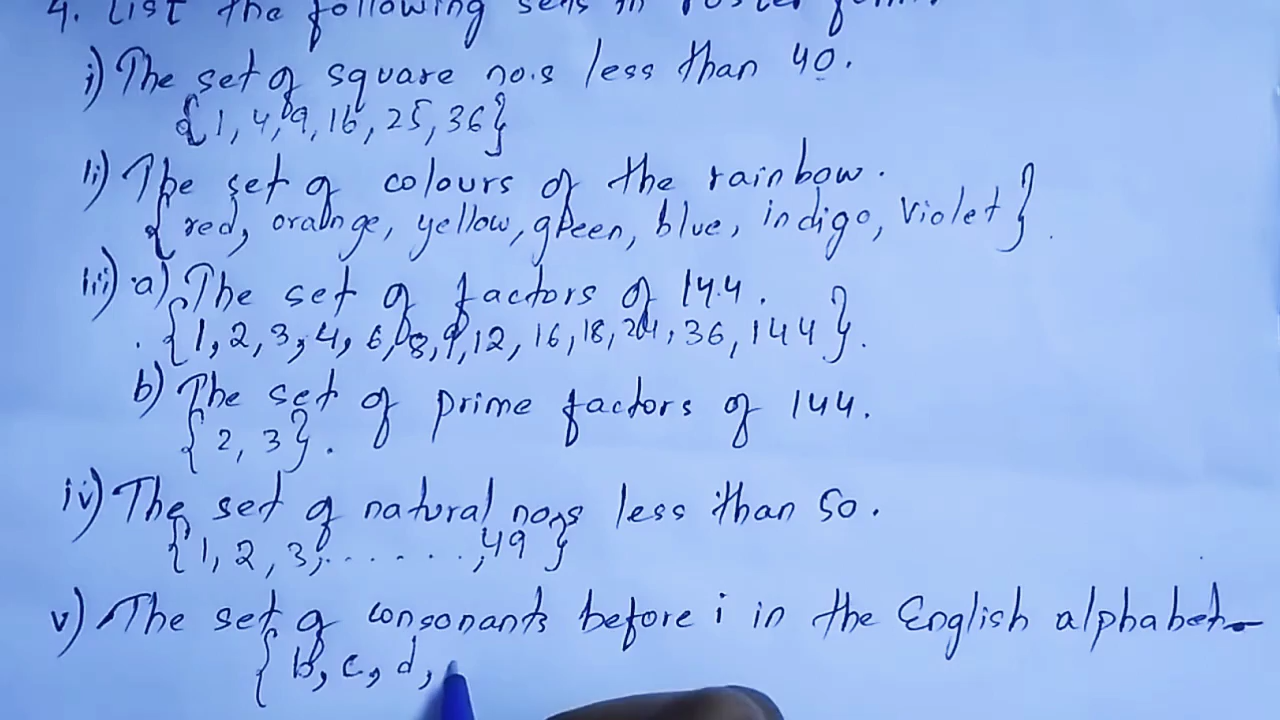 4. List the following sets in roster form.
i) The set of square no.s less than 40.
{1, 4, 9, 16, 25, 36}
ii) The set of colours of the rainbow.
{red, orange, yellow, green, blue, indigo, violet}.
iii) a) The set of factors of 144.
{1, 2, 3, 4, 6, 8, 9, 12, 16, 18, 24, 36, 144}.
b) The set of prime factors of 144.
{2, 3}.
iv) The set of natural no.s less than 50.
{1, 2, 3, ......, 49}
v) The set of consonants before i in the English alphabet.
{b, c, d,